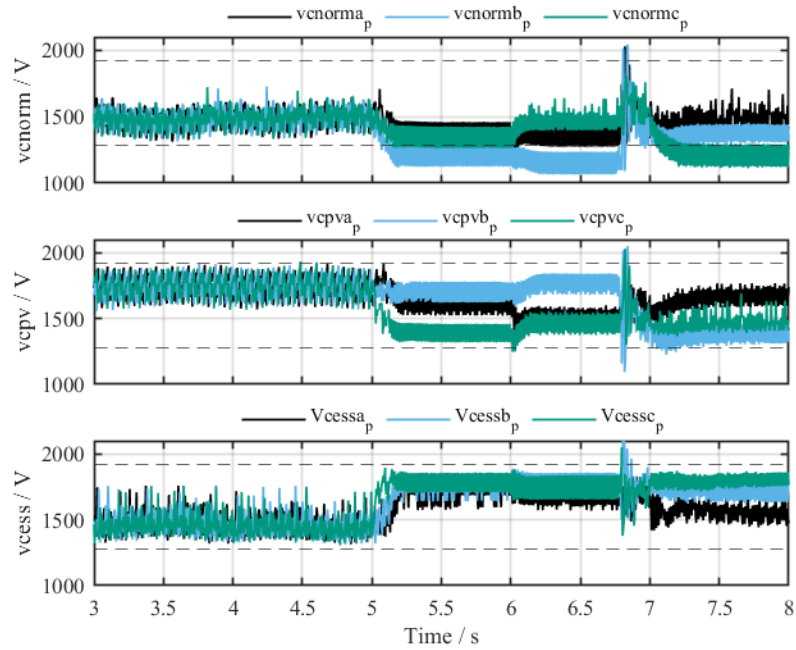 vcnorma_p vcnormb_p vcnormc_p
vcnorm / V
2000
1500
1000
vcpva_p vcpvb_p vcpvc_p
vcpv / V
2000
1500
1000
Vcessa_p Vcessb_p Vcessc_p
vcess / V
2000
1500
1000
3 3.5 4 4.5 5 5.5 6 6.5 7 7.5 8
Time / s